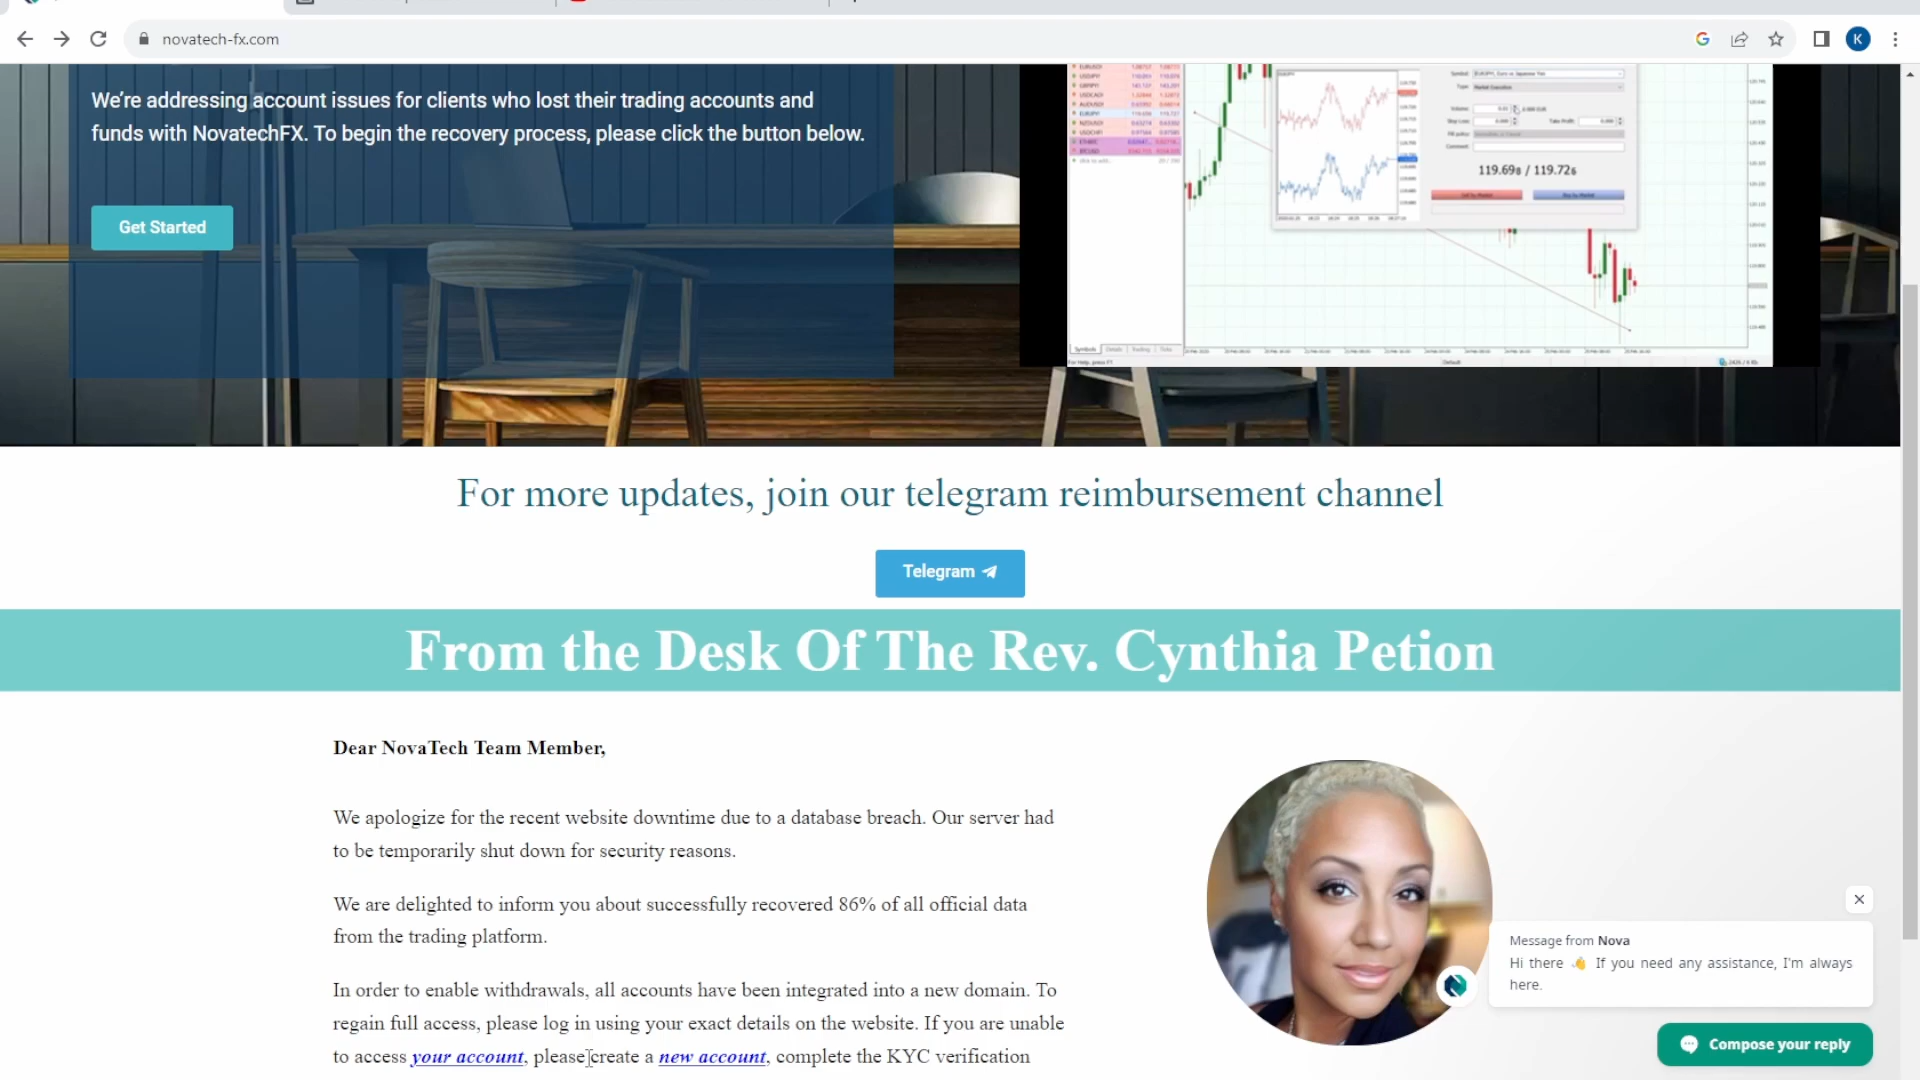 novatech-fx.com
K
We're addressing account issues for clients who lost their trading accounts and
funds with NovatechFX. To begin the recovery process, please click the button below.
Get Started
119.698 / 119.726
For more updates, join our telegram reimbursement channel
Telegram
From the Desk Of The Rev. Cynthia Petion
Dear NovaTech Team Member,
We apologize for the recent website downtime due to a database breach. Our server had
to be temporarily shut down for security reasons.
We are delighted to inform you about successfully recovered 86% of all official data
from the trading platform.
In order to enable withdrawals, all accounts have been integrated into a new domain. To
regain full access, please log in using your exact details on the website. If you are unable
to access your account, please create a new account, complete the KYC verification
Message from Nova
Hi there 👋 If you need any assistance, I'm always
here.
Compose your reply